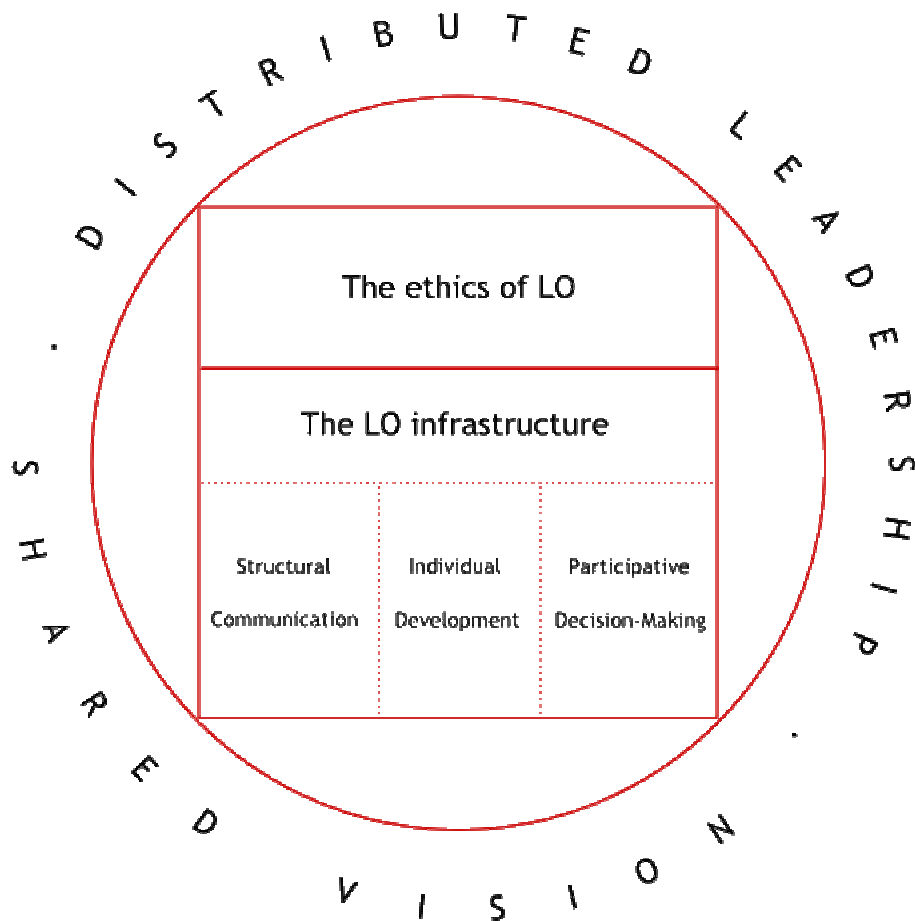 DISTRIBUTED LEADERSHIP
.
SHARED VISION
.
The ethics of LO
The LO infrastructure
Structural
Communication
Individual
Development
Participative
Decision-Making